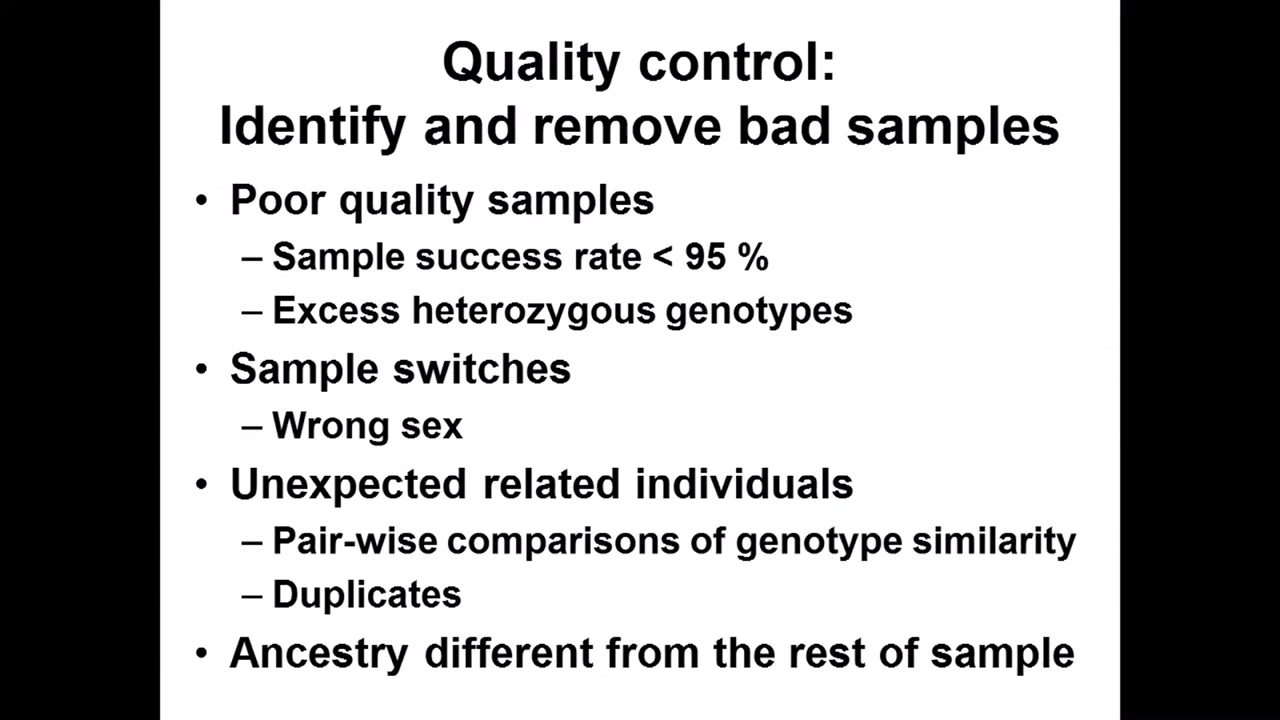 Quality control:
Identify and remove bad samples
• Poor quality samples
– Sample success rate < 95 %
– Excess heterozygous genotypes
• Sample switches
– Wrong sex
• Unexpected related individuals
– Pair-wise comparisons of genotype similarity
– Duplicates
• Ancestry different from the rest of sample